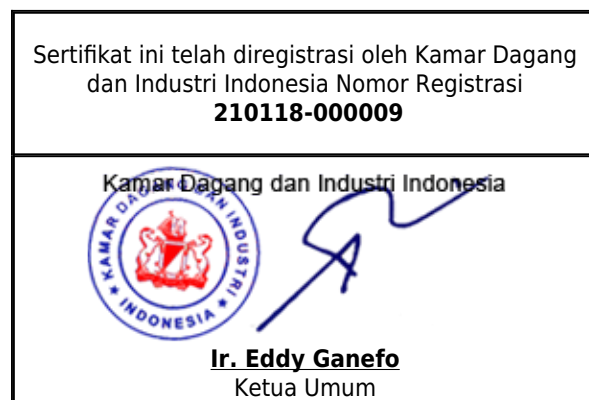 Sertifikat ini telah diregistrasi oleh Kamar Dagang
dan Industri Indonesia Nomor Registrasi
210118-000009
Kamar Dagang dan Industri Indonesia
KAMAR DAGANG DAN INDUSTRI
INDONESIA
Ir. Eddy Ganefo
Ketua Umum